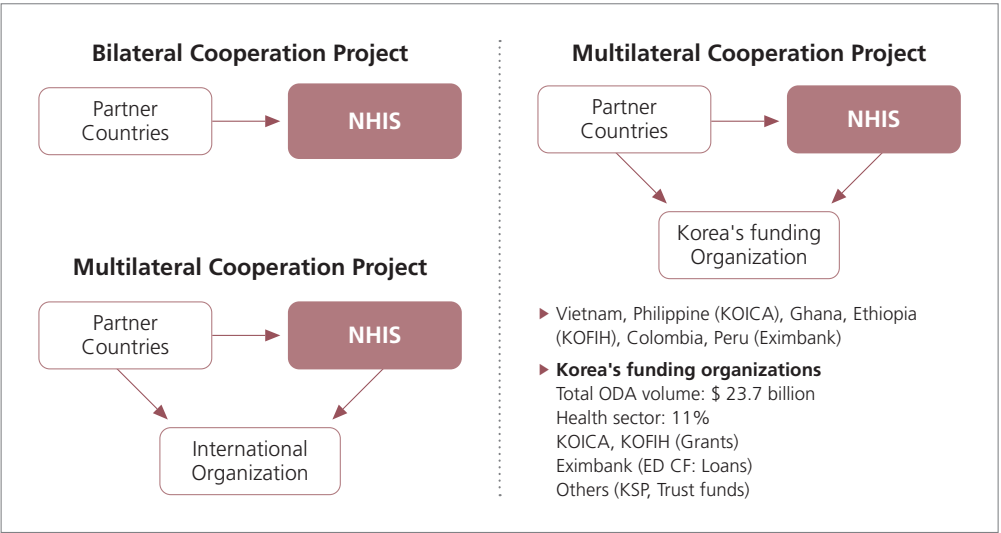 Bilateral Cooperation Project
Partner
Countries
NHIS
Multilateral Cooperation Project
Partner
Countries
NHIS
International
Organization
Multilateral Cooperation Project
Partner
Countries
NHIS
Korea's funding
Organization
Vietnam, Philippine (KOICA), Ghana, Ethiopia
(KOFIH), Colombia, Peru (Eximbank)
Korea's funding organizations
Total ODA volume: $ 23.7 billion
Health sector: 11%
KOICA, KOFIH (Grants)
Eximbank (ED CF: Loans)
Others (KSP, Trust funds)